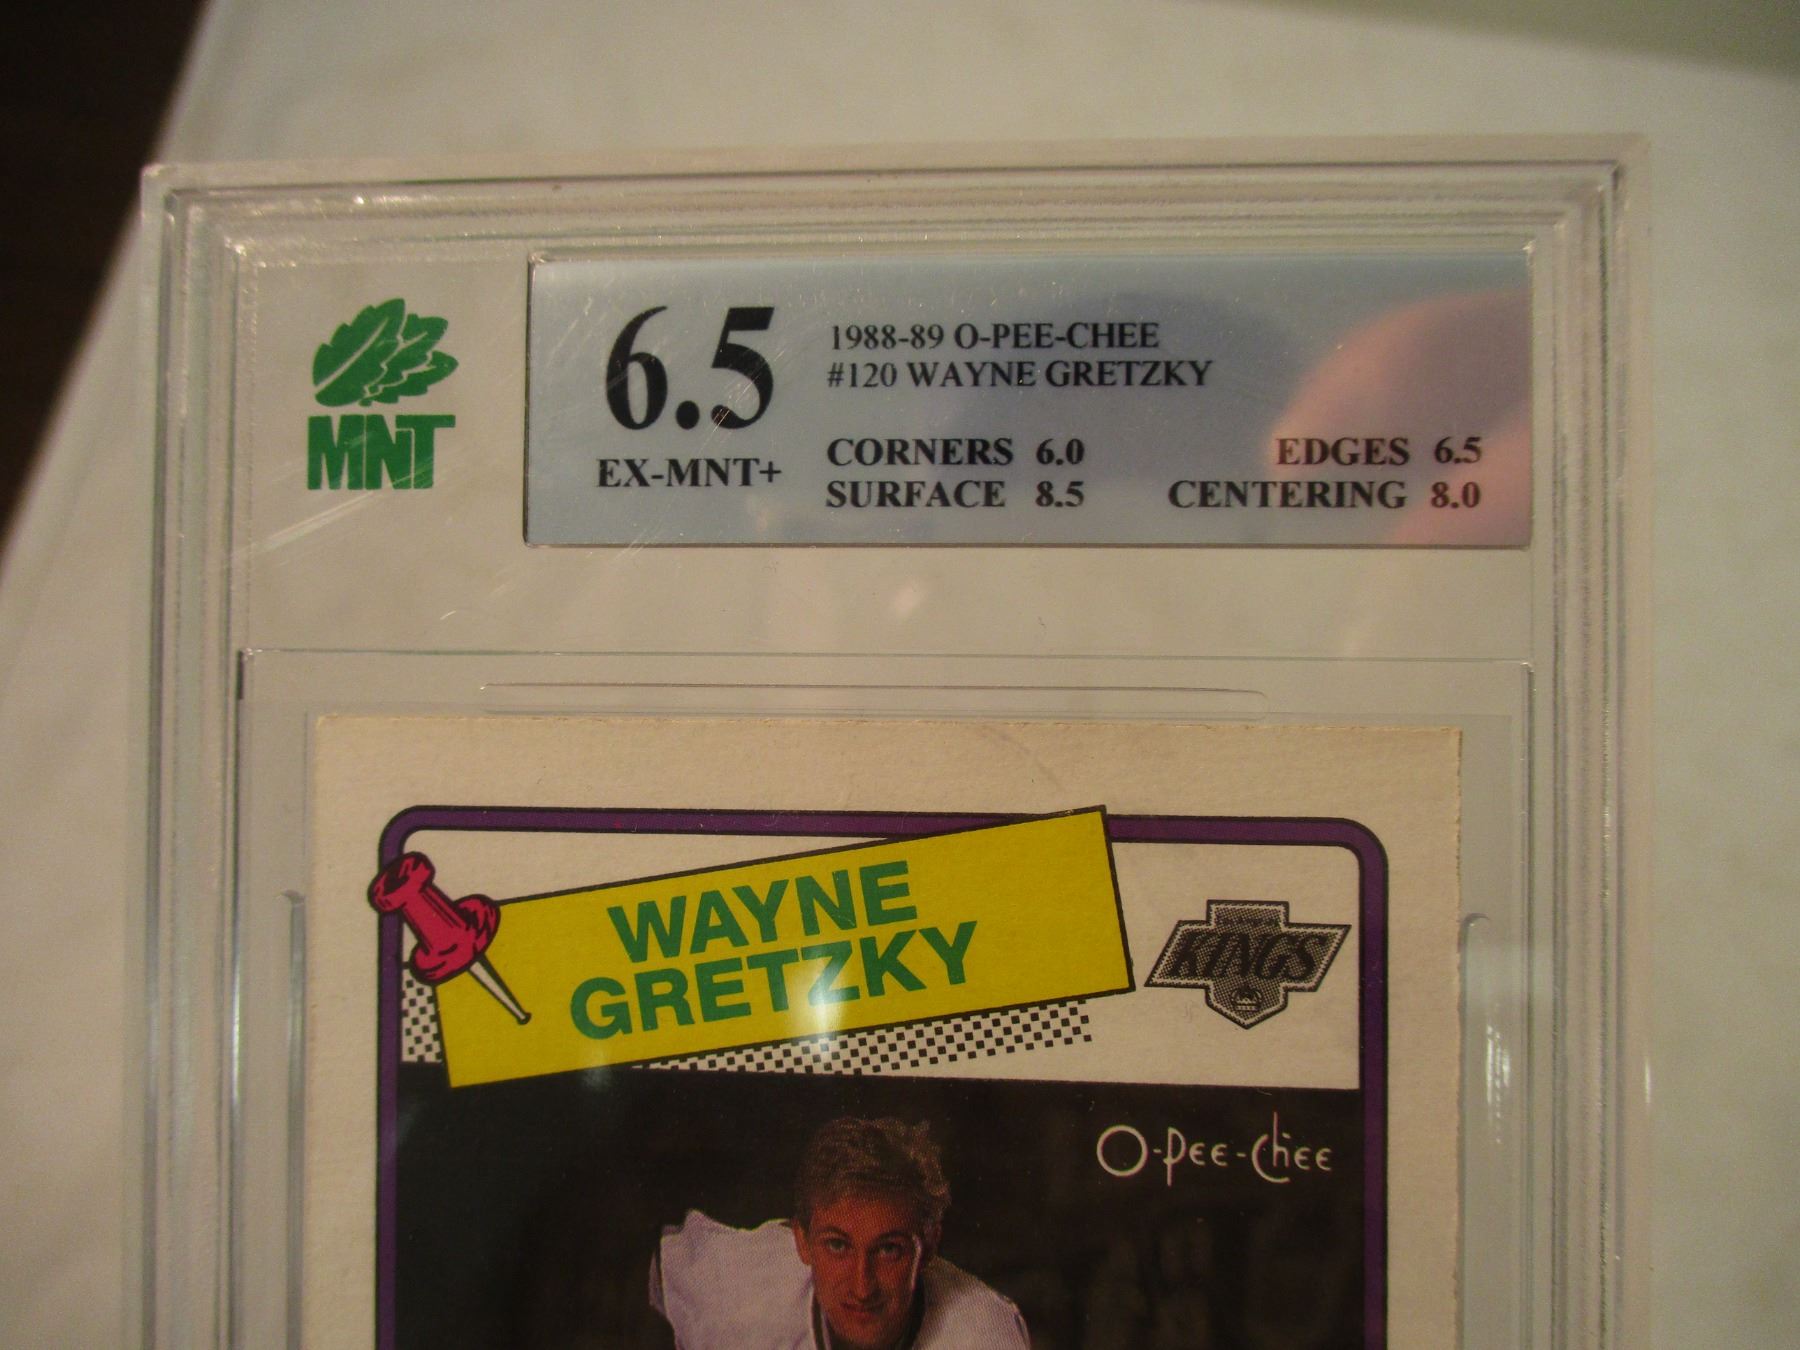 MNT
6.5
EX-MNT+
1988-89 O-PEE-CHEE
#120 WAYNE GRETZKY
CORNERS 6.0
EDGES 6.5
SURFACE 8.5
CENTERING 8.0
WAYNE
GRETZKY
KINGS
O-Pee-Chee